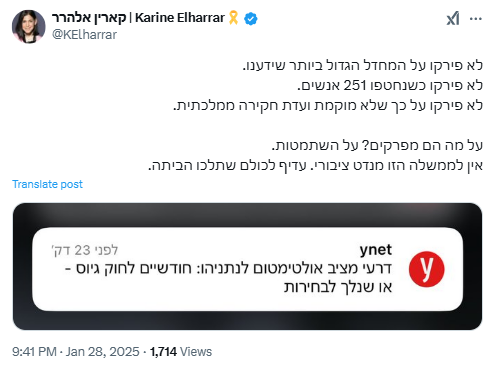 קארין אלהרר | Karine Elharrar🎗️
@KElharrar
לא פירקו על המחדל הגדול ביותר שידענו.
לא פירקו כשנחטפו 251 אנשים.
לא פירקו על כך שלא מוקמת ועדת חקירה ממלכתית.
על מה הם מפרקים? על השתמטות.
אין לממשלה הזו מנדט ציבורי. עדיף לכולם שתלכו הביתה.
Translate post
ynet
לפני 23 דק'
דרעי מציב אולטימטום לנתניהו: חודשיים לחוק גיוס -
או שנלך לבחירות
y
9:41 PM · Jan 28, 2025 · 1,714 Views